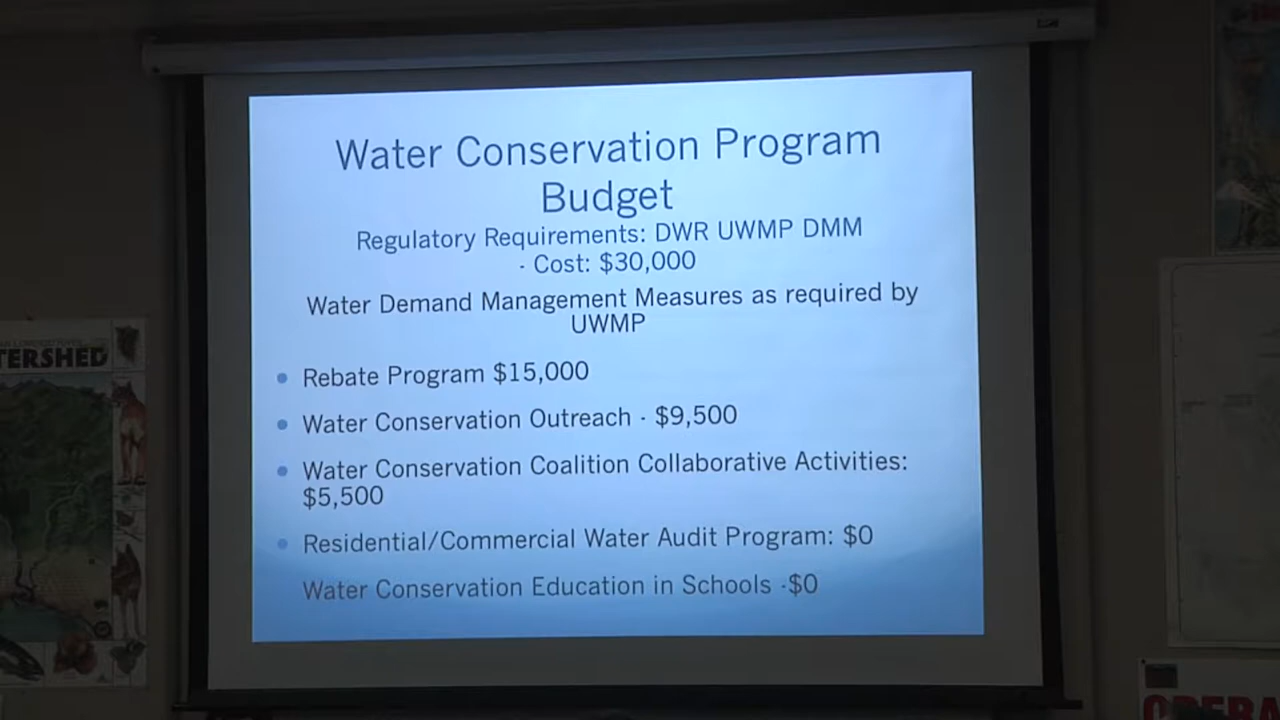 Water Conservation Program
Budget
Regulatory Requirements: DWR UWMP DMM
- Cost: $30,000
Water Demand Management Measures as required by
UWMP
• Rebate Program $15,000
• Water Conservation Outreach - $9,500
• Water Conservation Coalition Collaborative Activities:
$5,500
• Residential/Commercial Water Audit Program: $0
Water Conservation Education in Schools -$0
TERSHED
OPERA